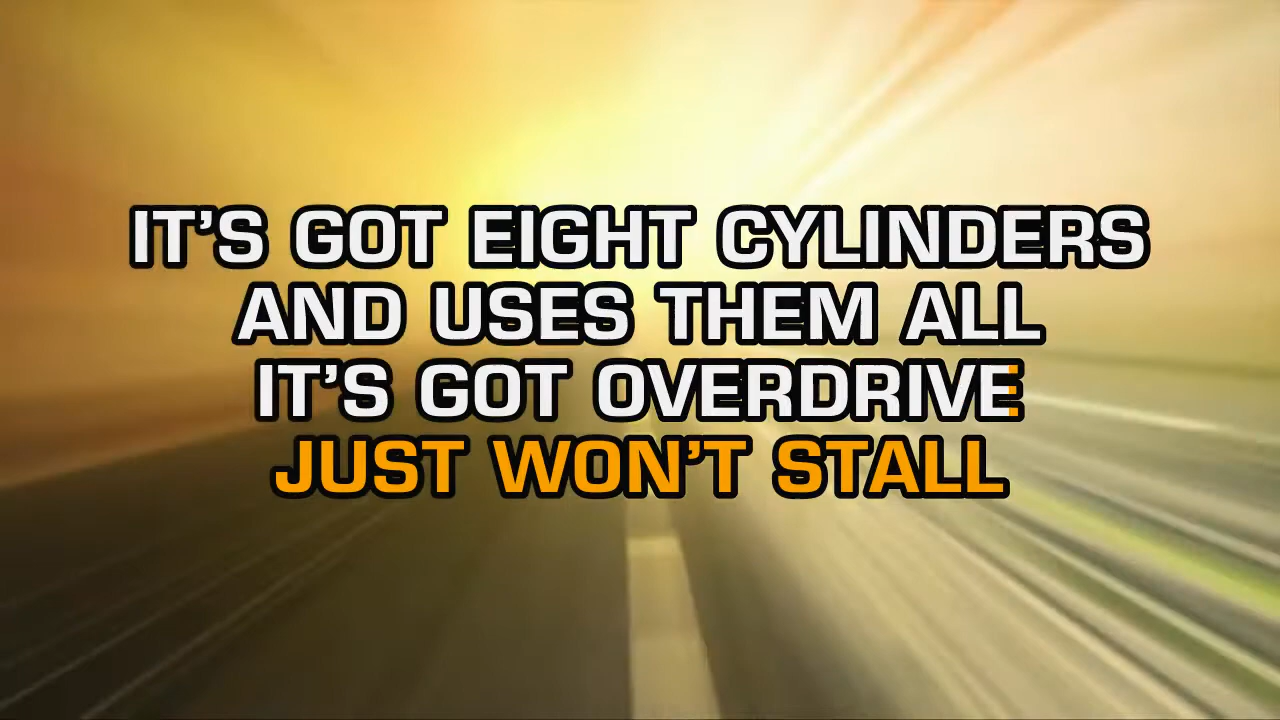 IT'S GOT EIGHT CYLINDERS
AND USES THEM ALL
IT'S GOT OVERDRIVE
JUST WON'T STALL